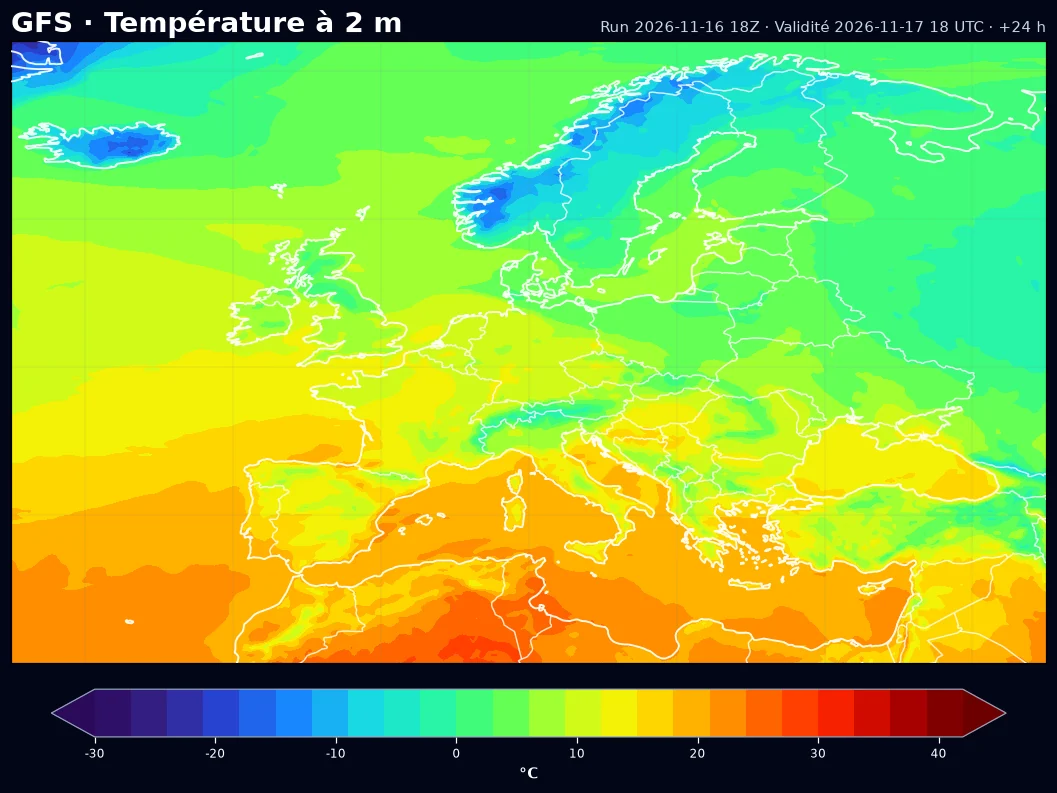 GFS · Température à 2 m
Run 2026-11-16 18Z · Validité 2026-11-17 18 UTC · +24 h
-30 -20 -10 0 10 20 30 40
°C